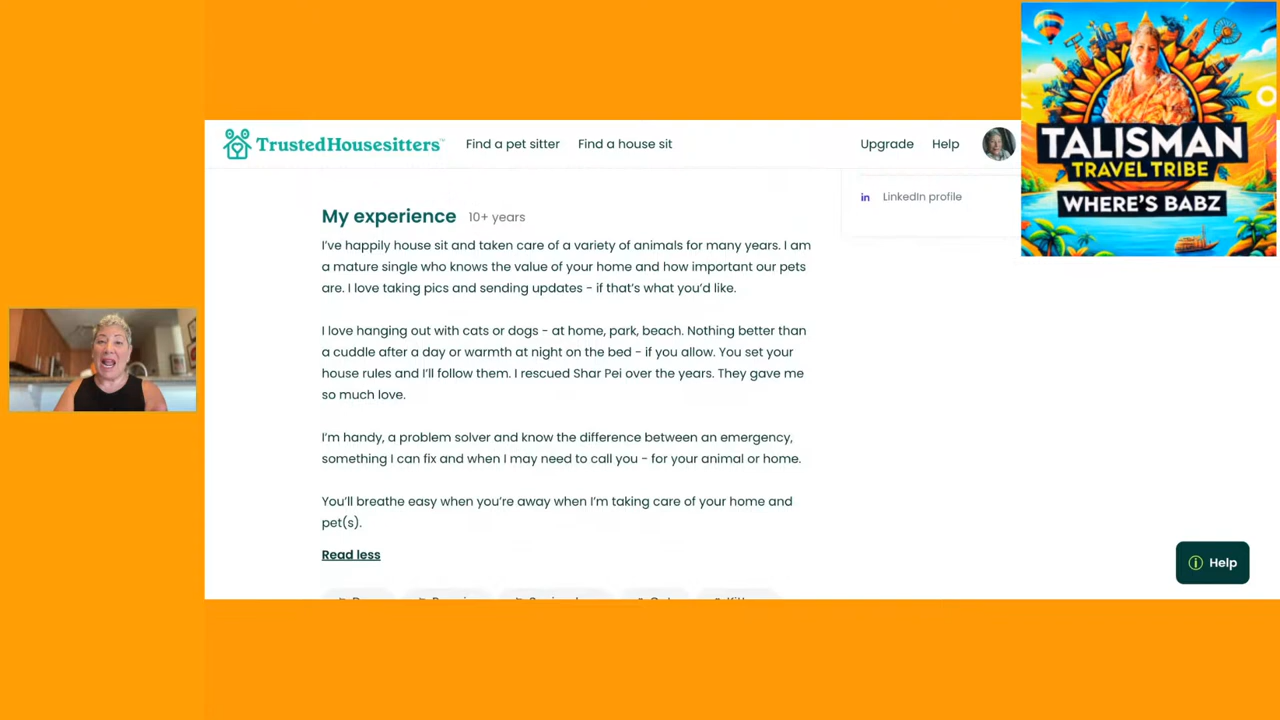 TrustedHousesitters
Find a pet sitter
Find a house sit
Upgrade
Help
LinkedIn profile
TALISMAN
TRAVEL TRIBE
WHERE'S BABZ
My experience 10+ years
I've happily house sit and taken care of a variety of animals for many years. I am
a mature single who knows the value of your home and how important our pets
are. I love taking pics and sending updates - if that's what you'd like.
I love hanging out with cats or dogs - at home, park, beach. Nothing better than
a cuddle after a day or warmth at night on the bed - if you allow. You set your
house rules and I'll follow them. I rescued Shar Pei over the years. They gave me
so much love.
I'm handy, a problem solver and know the difference between an emergency,
something I can fix and when I may need to call you - for your animal or home.
You'll breathe easy when you're away when I'm taking care of your home and
pet(s).
Read less
Help